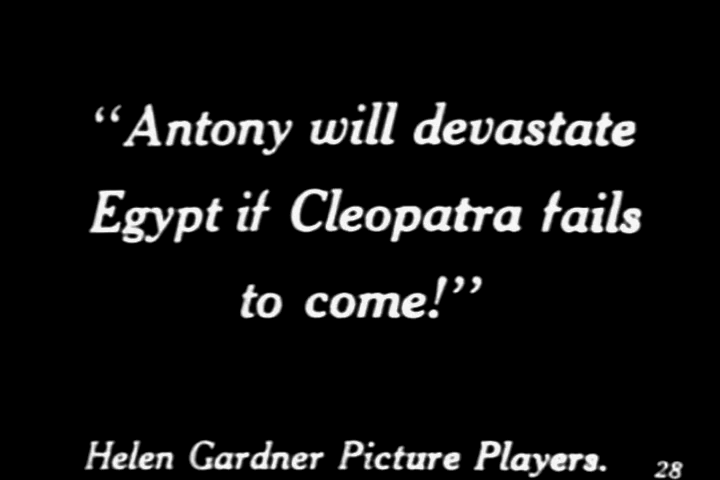 “Antony will devastate
Egypt if Cleopatra fails
to come!”
Helen Gardner Picture Players. 28